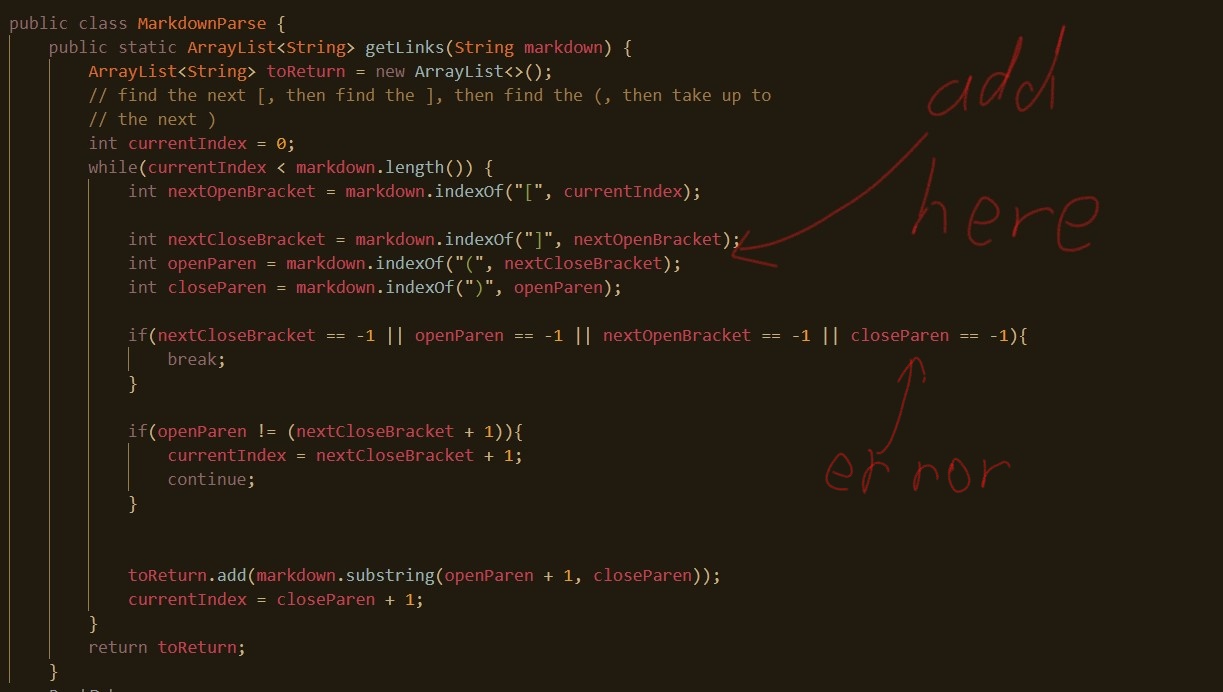 public class MarkdownParse {
public static ArrayList<String> getLinks(String markdown) {
ArrayList<String> toReturn = new ArrayList<>();
// find the next [, then find the ], then find the (, then take up to
// the next )
int currentIndex = 0;
while(currentIndex < markdown.length()) {
int nextOpenBracket = markdown.indexOf("[", currentIndex);
int nextCloseBracket = markdown.indexOf("]", nextOpenBracket);
int openParen = markdown.indexOf("(", nextCloseBracket);
int closeParen = markdown.indexOf(")", openParen);
if(nextCloseBracket == -1 || openParen == -1 || nextOpenBracket == -1 || closeParen == -1){
break;
}
if(openParen != (nextCloseBracket + 1)){
currentIndex = nextCloseBracket + 1;
continue;
}
toReturn.add(markdown.substring(openParen + 1, closeParen));
currentIndex = closeParen + 1;
}
return toReturn;
}
add
here
error